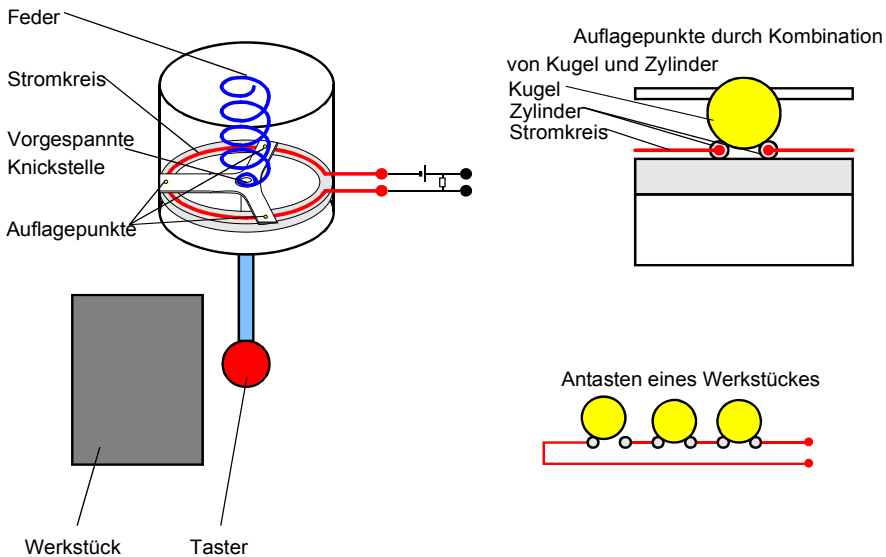 Feder
Stromkreis
Vorgespannte
Knickstelle
Auflagepunkte
Werkstück
Taster
Auflagepunkte durch Kombination
von Kugel und Zylinder
Kugel
Zylinder
Stromkreis
Antasten eines Werkstückes